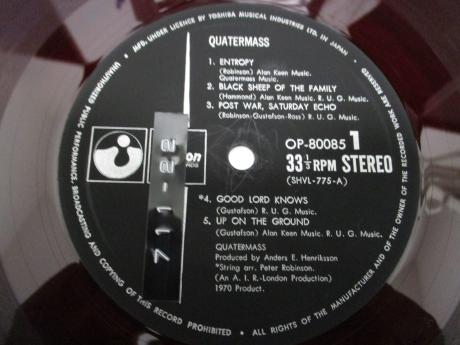 MFD. UNDER LICENCE BY TOSHIBA MUSICAL INDUSTRIES LTD. IN JAPAN.
UNAUTHORIZED PUBLIC PERFORMANCE, BROADCASTING AND COPYING OF THIS RECORD PROHIBITED • ALL RIGHTS OF THE MANUFACTURER AND OF THE OWNER OF THE RECORDED WORK ARE RESERVED
QUATERMASS
1. ENTROPY
(Robinson) Alan Keen Music.
Quatermass Music.
2. BLACK SHEEP OF THE FAMILY
(Hammond) Alan Keen Music. R. U. G. Music.
3. POST WAR, SATURDAY ECHO
(Robinson-Gustafson-Ross) R. U. G. Music.
OP-80085 1
33⅓ RPM STEREO
(SHVL-775-A)
*4. GOOD LORD KNOWS
(Gustafson) R. U. G. Music.
5. UP ON THE GROUND
(Gustafson) Alan Keen Music. R. U. G. Music.
QUATERMASS
Produced by Anders E. Henriksson
*String arr. Peter Robinson.
(An A. I. R.-London Production)
1970 Product.